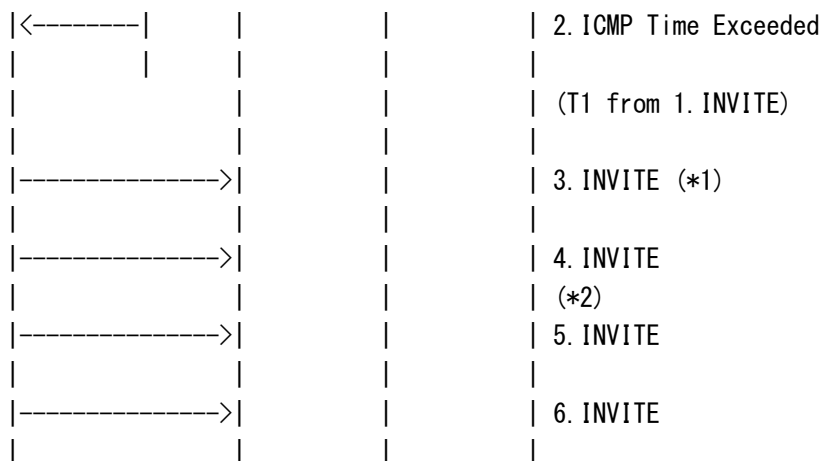 |<--------| | | | 2.ICMP Time Exceeded
| | | | |
| | | | (T1 from 1.INVITE)
| | | |
|--------------->| | | 3.INVITE (*1)
| | | |
|--------------->| | | 4.INVITE
| | | | (*2)
|--------------->| | | 5.INVITE
| | | |
|--------------->| | | 6.INVITE
| | | |